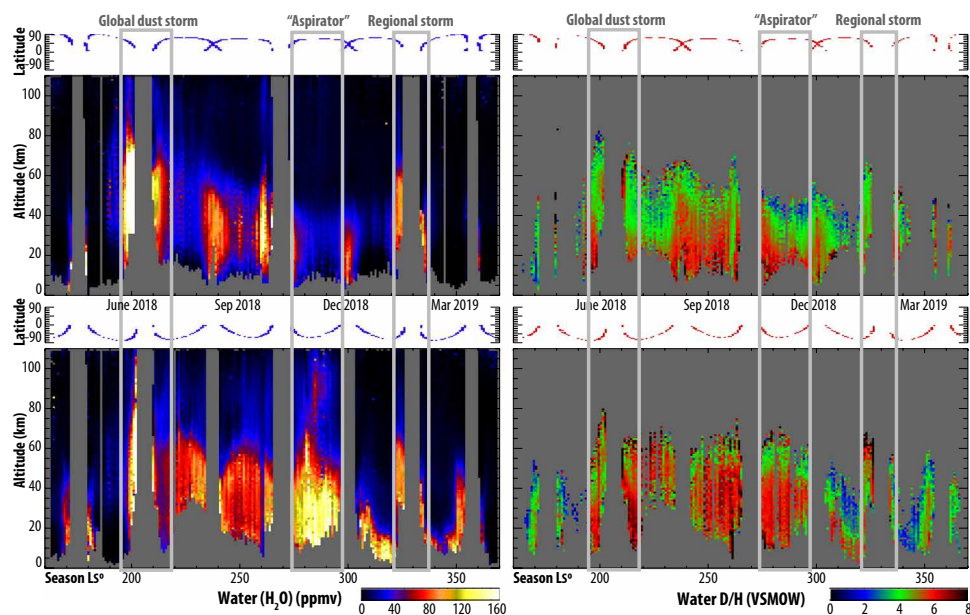 Global dust storm “Aspirator” Regional storm Global dust storm “Aspirator” Regional storm
Latitude 90 0 -90
Altitude (km) 100 80 60 40 20 0
June 2018 Sep 2018 Dec 2018 Mar 2019 June 2018 Sep 2018 Dec 2018 Mar 2019
Latitude 90 0 -90
Altitude (km) 100 80 60 40 20 0
Season Ls° 200 250 300 350 200 250 300 350
Water (H₂O) (ppmv) 0 40 80 120 160 Water D/H (VSMOW) 0 2 4 6 8